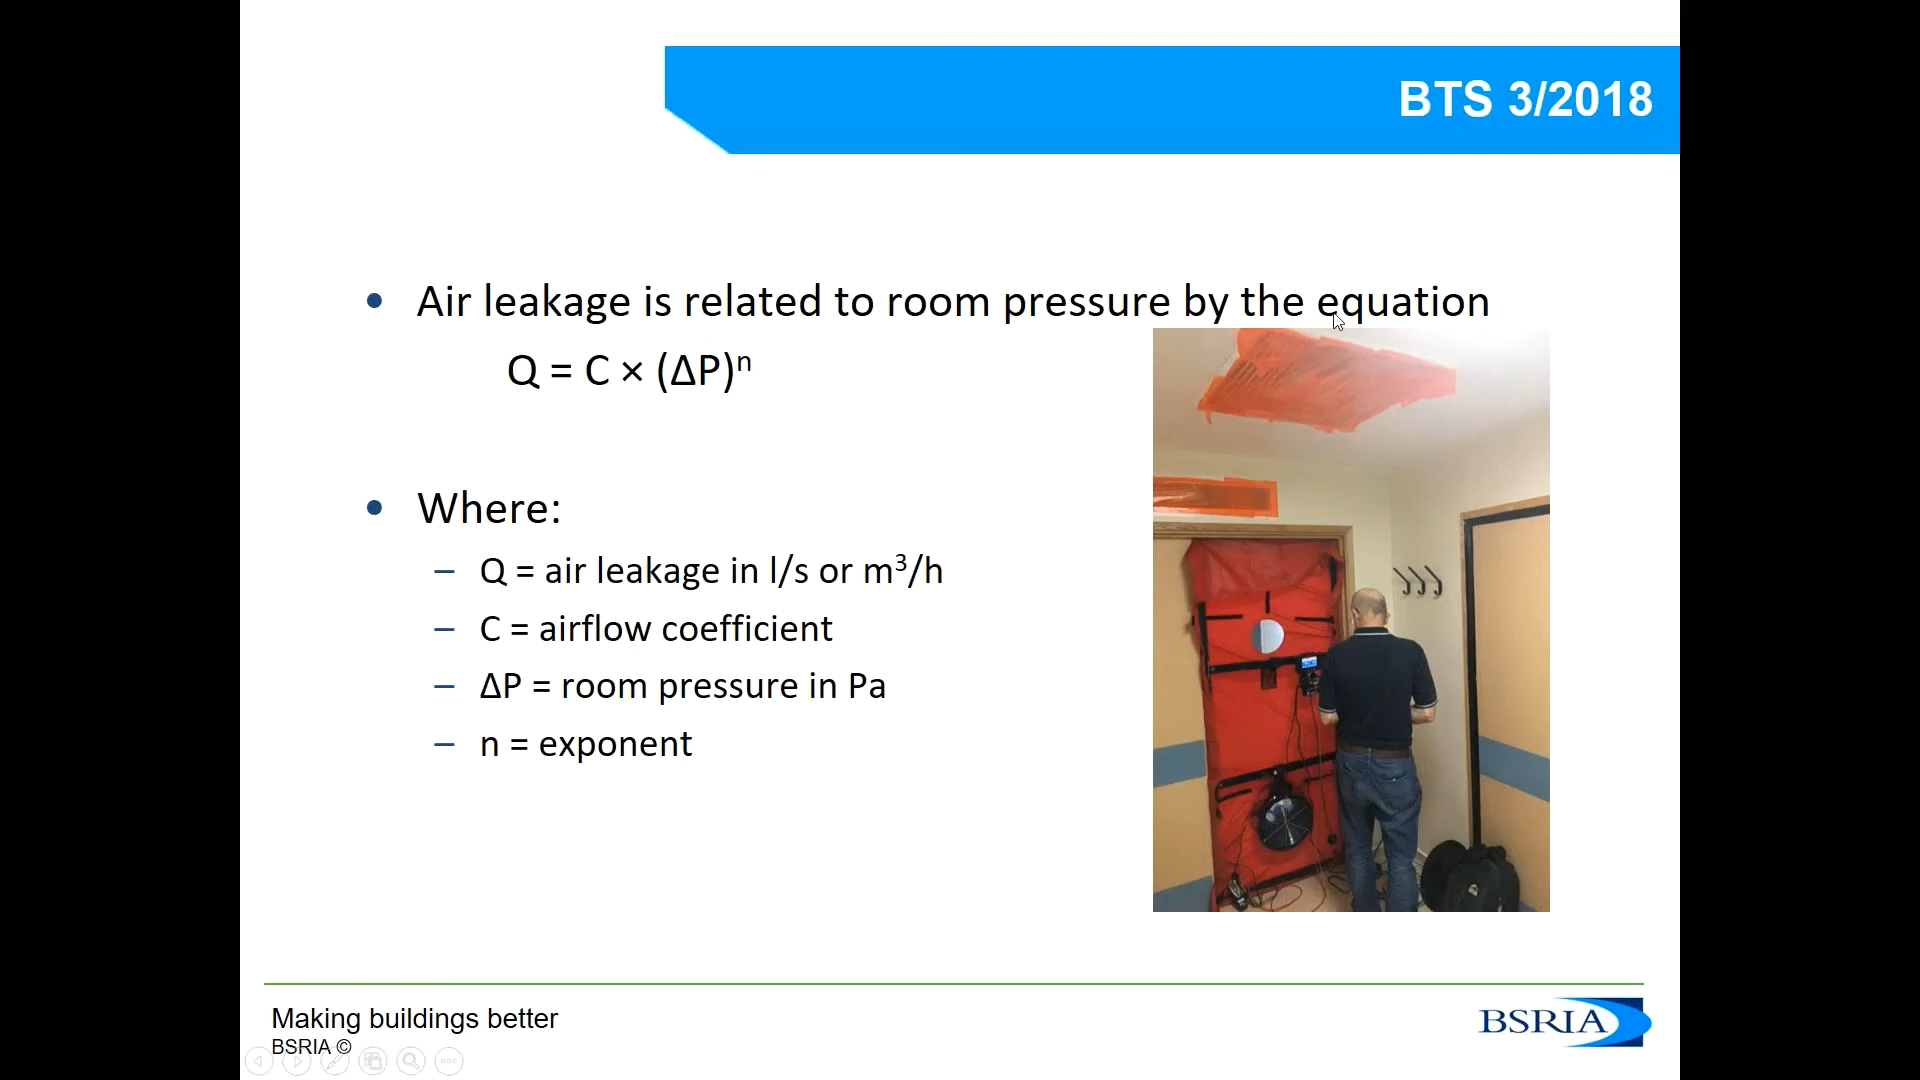 BTS 3/2018
• Air leakage is related to room pressure by the equation
Q = C × (ΔP)ⁿ
• Where:
– Q = air leakage in l/s or m³/h
– C = airflow coefficient
– ΔP = room pressure in Pa
– n = exponent
Making buildings better
BSRIA ©
BSRIA